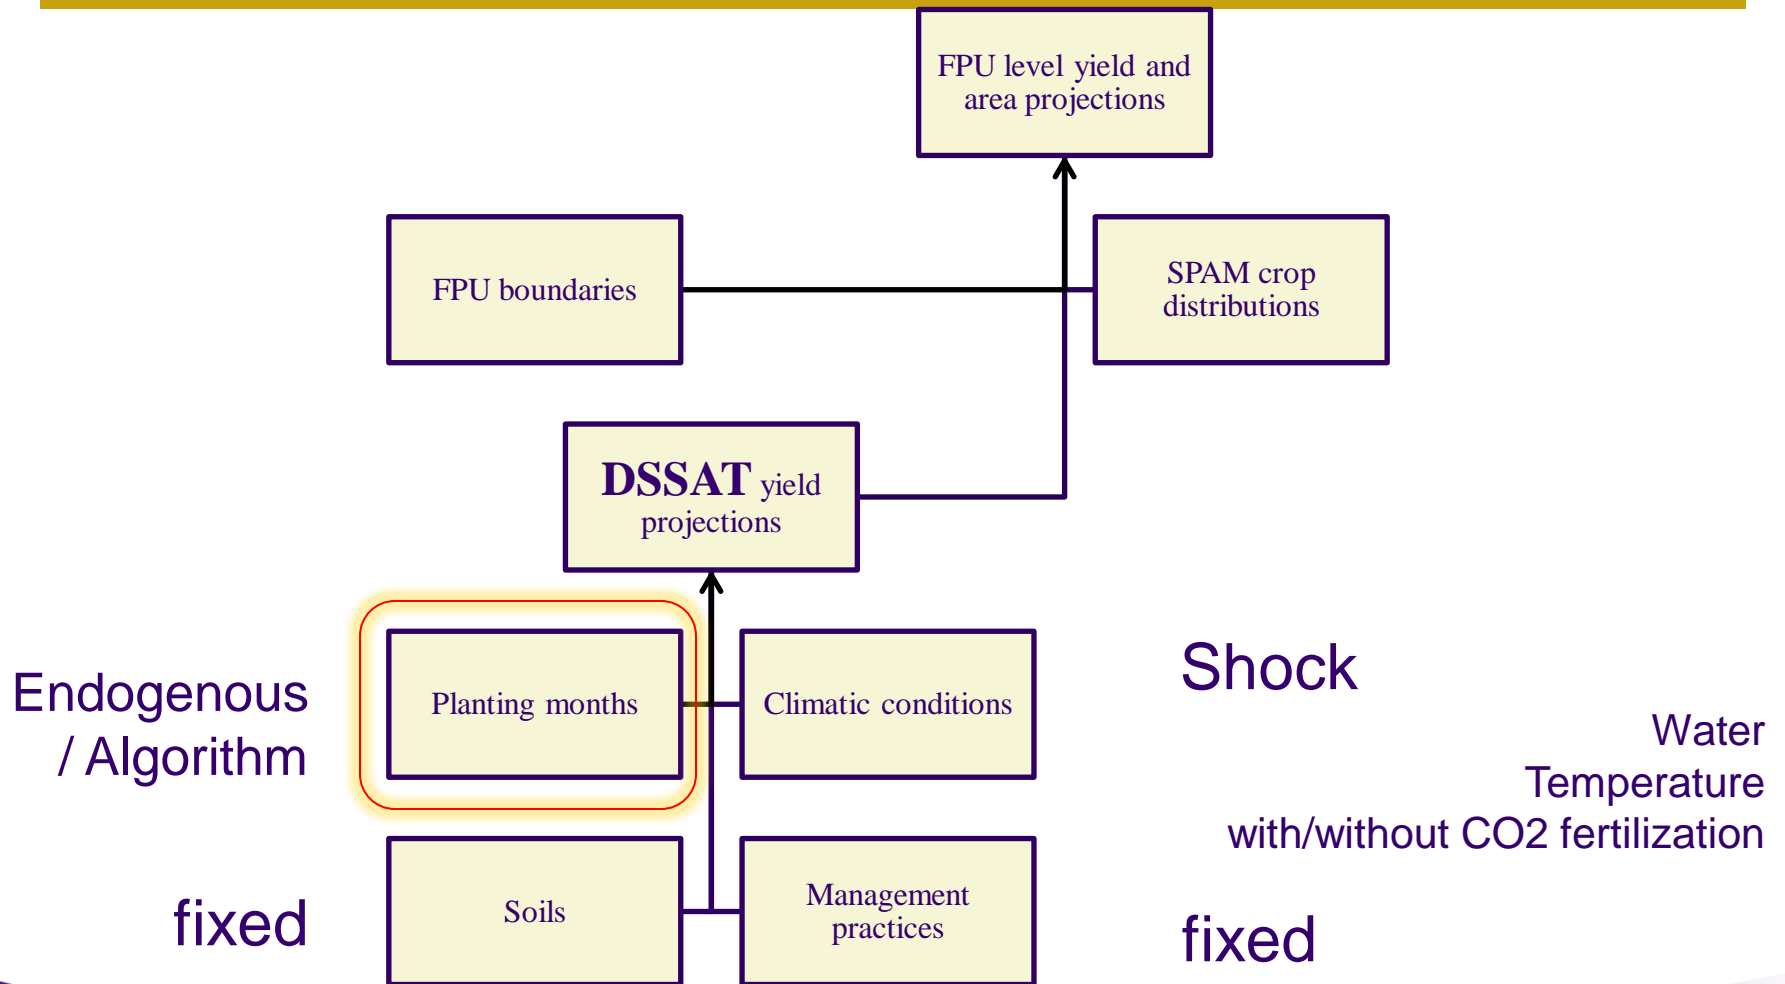 FPU level yield and
area projections
FPU boundaries
SPAM crop
distributions
DSSAT yield
projections
Endogenous
/ Algorithm
Planting months
Climatic conditions
Shock
Water
Temperature
with/without CO2 fertilization
fixed
Soils
Management
practices
fixed